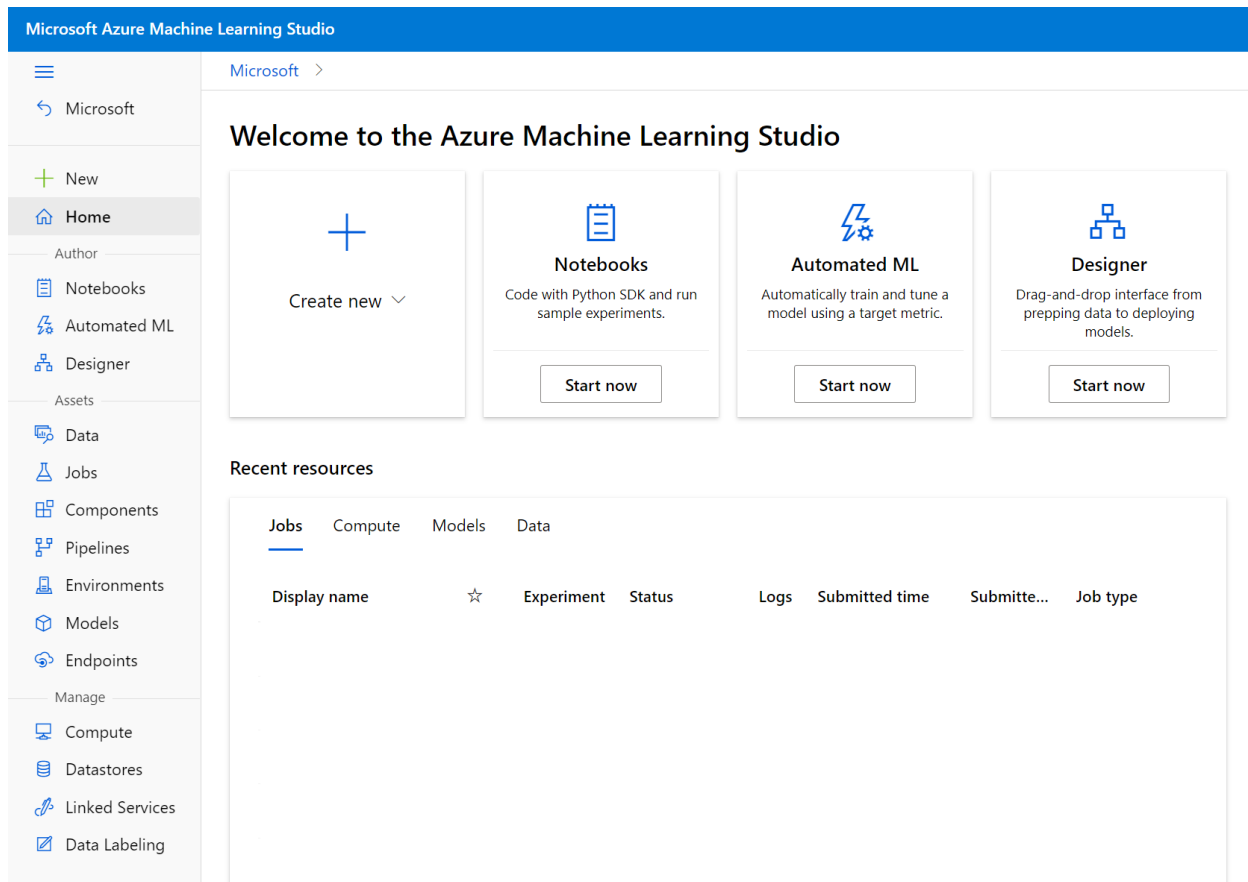 Microsoft Azure Machine Learning Studio
Microsoft
Microsoft
New
Home
Author
Notebooks
Automated ML
Designer
Assets
Data
Jobs
Components
Pipelines
Environments
Models
Endpoints
Manage
Compute
Datastores
Linked Services
Data Labeling
Welcome to the Azure Machine Learning Studio
Create new
Notebooks
Code with Python SDK and run
sample experiments.
Start now
Automated ML
Automatically train and tune a
model using a target metric.
Start now
Designer
Drag-and-drop interface from
prepping data to deploying
models.
Start now
Recent resources
Jobs Compute Models Data
Display name Experiment Status Logs Submitted time Submitte... Job type